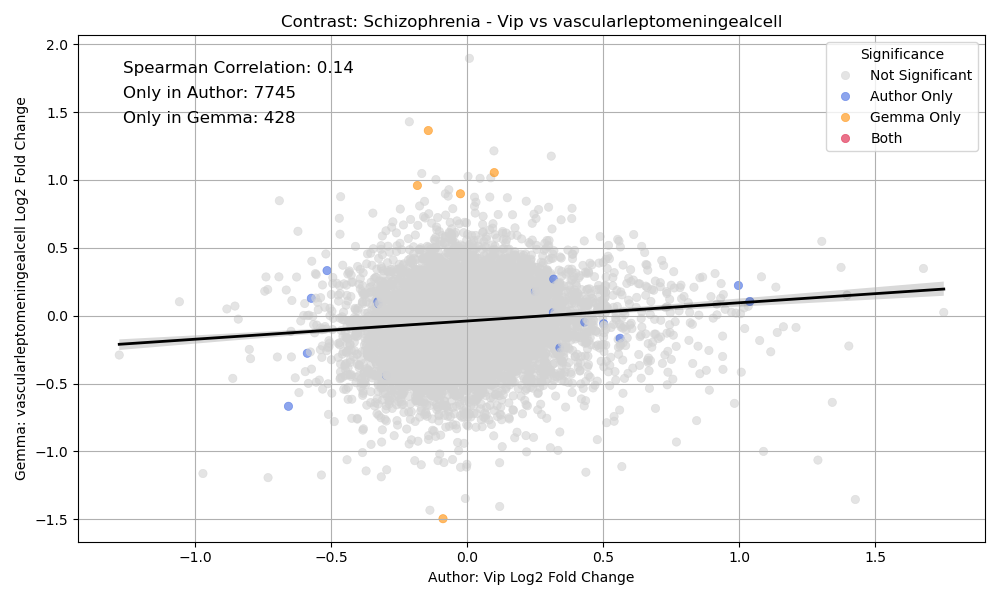 Contrast: Schizophrenia - Vip vs vascularleptomeningealcell
Spearman Correlation: 0.14
Only in Author: 7745
Only in Gemma: 428
Significance
Not Significant
Author Only
Gemma Only
Both
Gemma: vascularleptomeningealcell Log2 Fold Change
2.0
1.5
1.0
0.5
0.0
−0.5
−1.0
−1.5
−1.0
−0.5
0.0
0.5
1.0
1.5
Author: Vip Log2 Fold Change